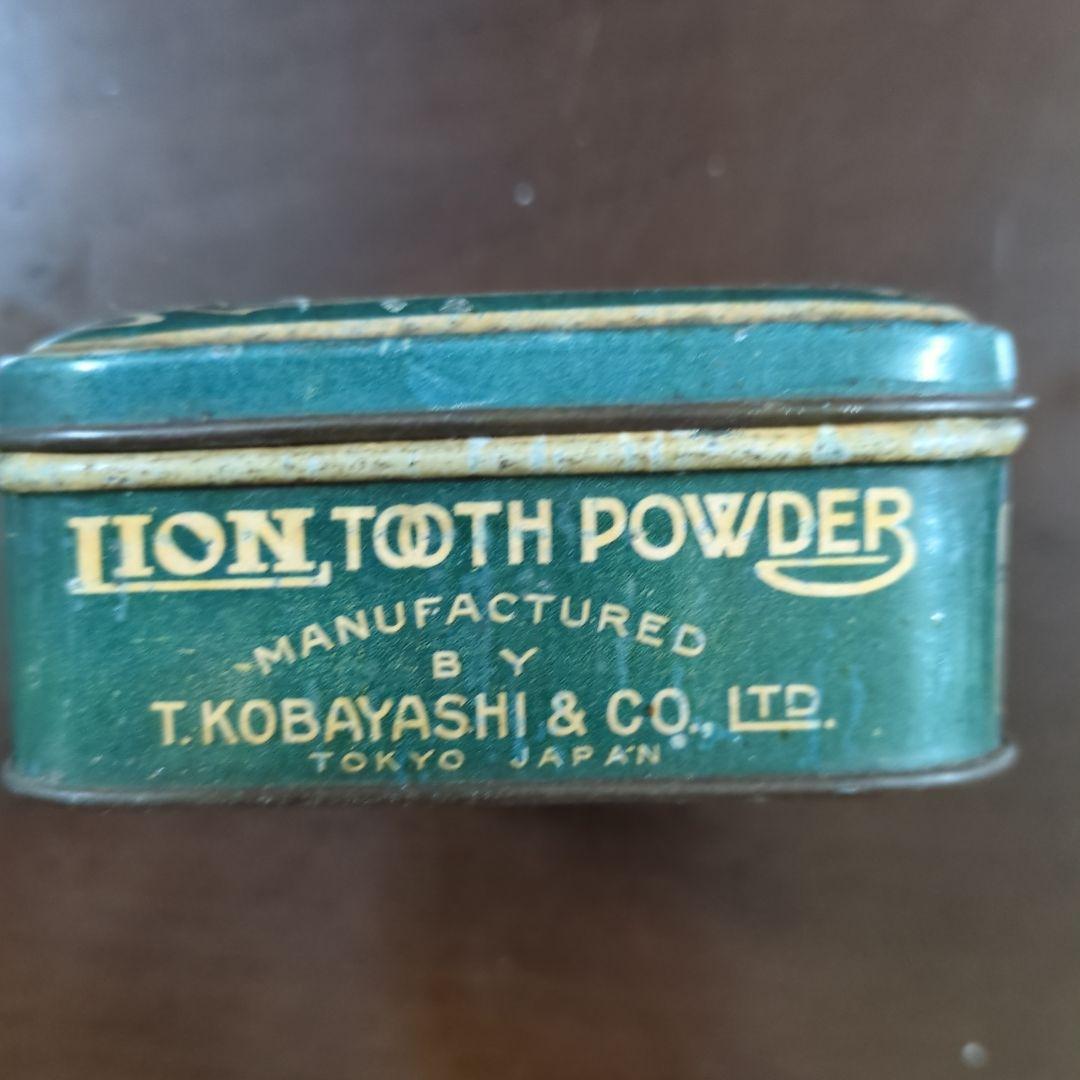 LION TOOTH POWDER
MANUFACTURED
BY
T. KOBAYASHI & CO., LTD.
TOKYO JAPAN